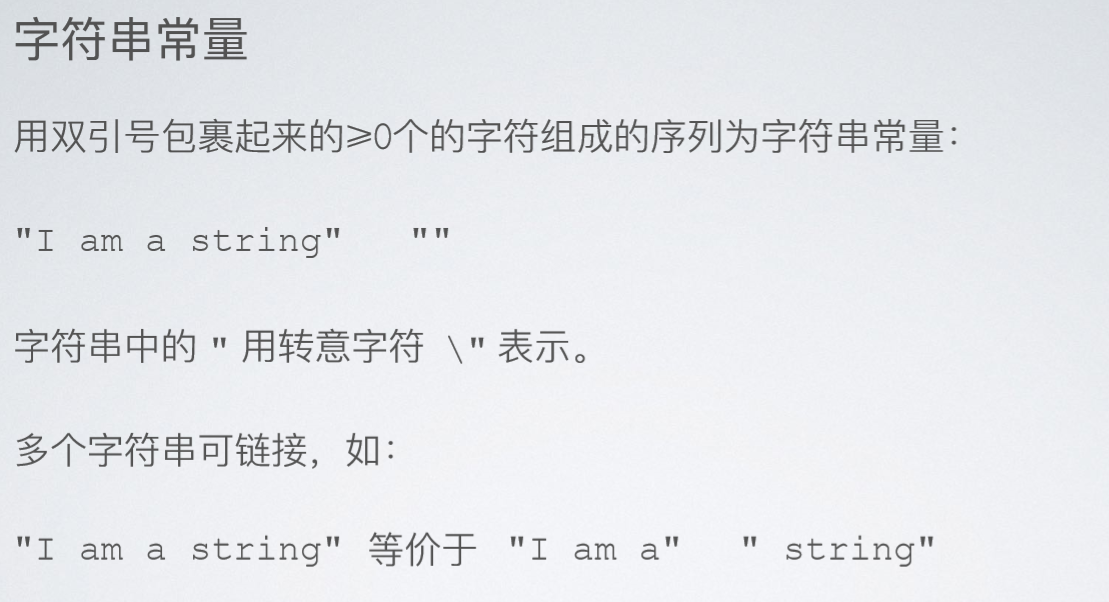 字符串常量
用双引号包裹起来的≥0个的字符组成的序列为字符串常量：
"I am a string"   ""
字符串中的 " 用转意字符 \" 表示。
多个字符串可链接，如：
"I am a string" 等价于 "I am a"   " string"